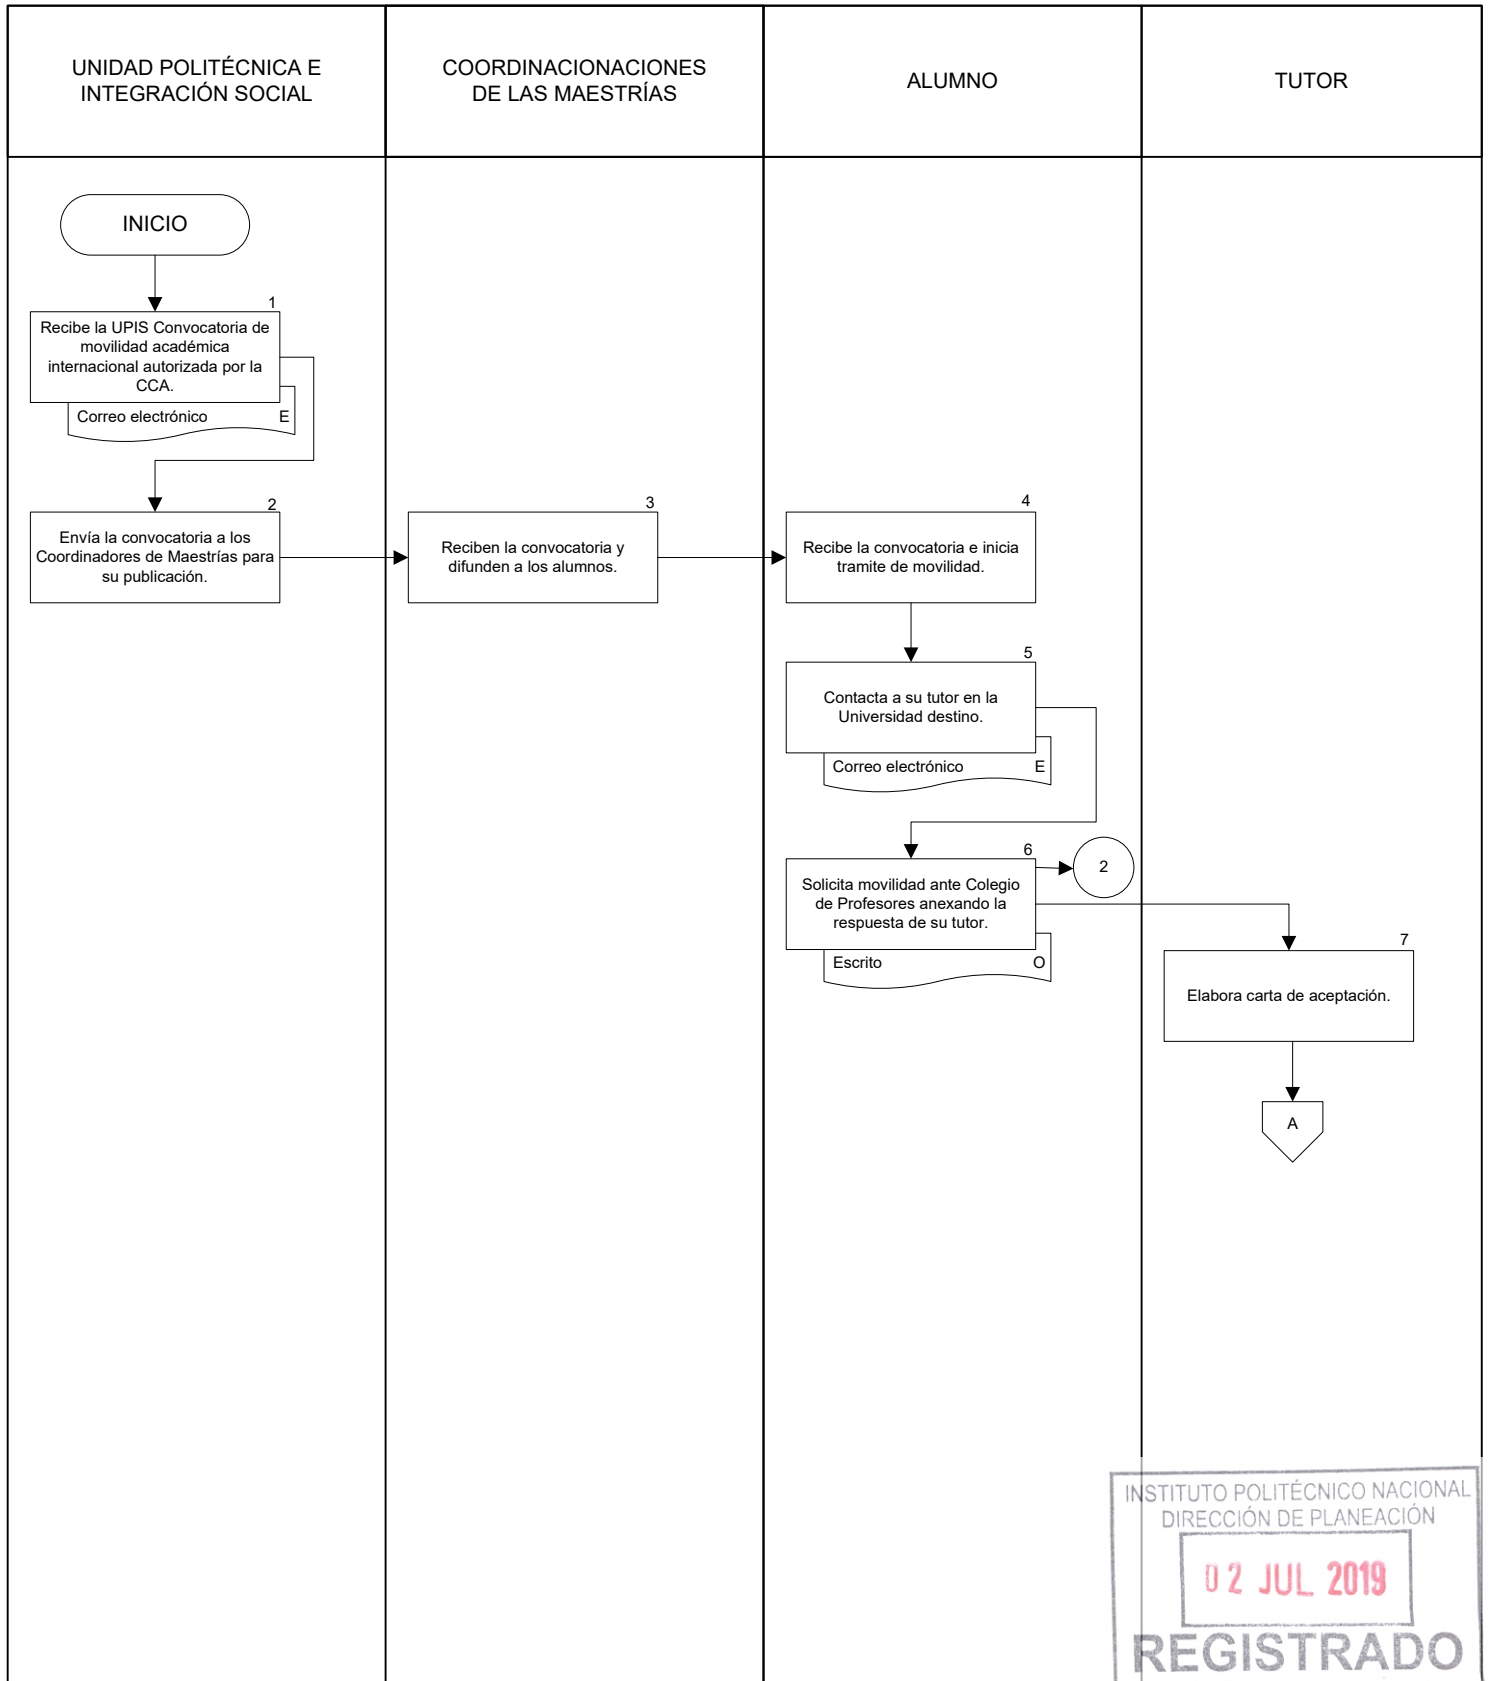 UNIDAD POLITÉCNICA E
INTEGRACIÓN SOCIAL
COORDINACIONACIONES
DE LAS MAESTRÍAS
ALUMNO
TUTOR
INICIO
1
Recibe la UPIS Convocatoria de
movilidad académica
internacional autorizada por la
CCA.
Correo electrónico E
2
Envía la convocatoria a los
Coordinadores de Maestrías para
su publicación.
3
Reciben la convocatoria y
difunden a los alumnos.
4
Recibe la convocatoria e inicia
tramite de movilidad.
5
Contacta a su tutor en la
Universidad destino.
Correo electrónico E
6
Solicita movilidad ante Colegio
de Profesores anexando la
respuesta de su tutor.
Escrito O
2
7
Elabora carta de aceptación.
A
INSTITUTO POLITÉCNICO NACIONAL
DIRECCIÓN DE PLANEACIÓN
02 JUL 2019
REGISTRADO